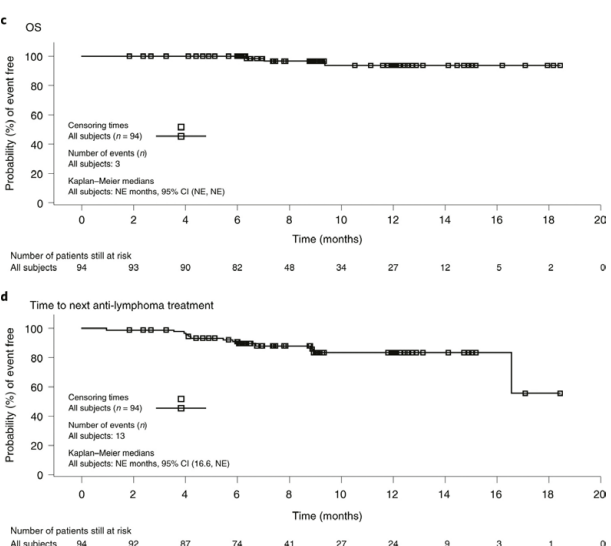 c
OS
Probability (%) of event free
100
80
60
40
20
0
Censoring times
All subjects (n = 94)
Number of events (n)
All subjects: 3
Kaplan–Meier medians
All subjects: NE months, 95% CI (NE, NE)
0 2 4 6 8 10 12 14 16 18 20
Time (months)
Number of patients still at risk
All subjects 94 93 90 82 48 34 27 12 5 2 0
d
Time to next anti-lymphoma treatment
Probability (%) of event free
100
80
60
40
20
0
Censoring times
All subjects (n = 94)
Number of events (n)
All subjects: 13
Kaplan–Meier medians
All subjects: NE months, 95% CI (16.6, NE)
0 2 4 6 8 10 12 14 16 18 20
Time (months)
Number of patients still at risk
All subjects 94 92 87 74 41 27 24 9 3 1 0